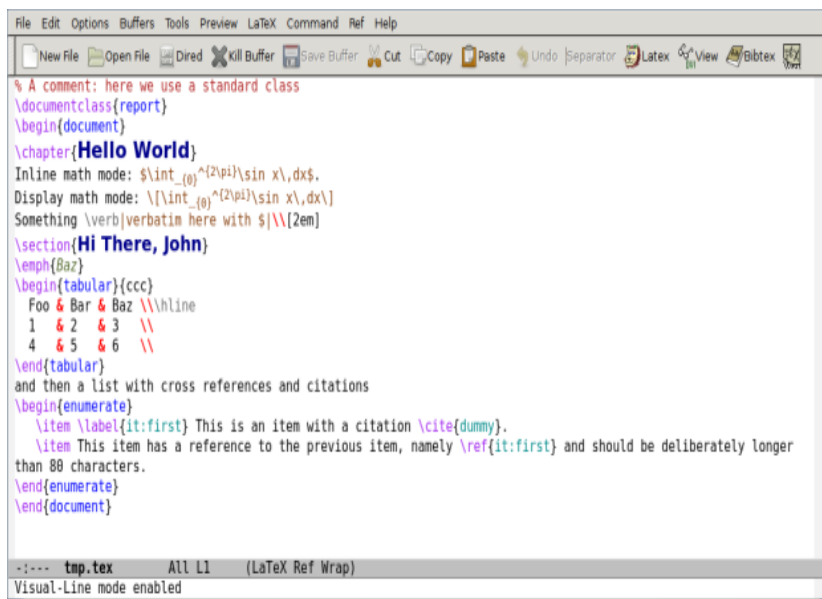 File Edit Options Buffers Tools Preview LaTeX Command Ref Help
New File Open File Dired Kill Buffer Save Buffer Cut Copy Paste Undo |Separator Latex View Bibtex
% A comment: here we use a standard class
\documentclass{report}
\begin{document}
\chapter{Hello World}
Inline math mode: $\int_{0}^{2\pi}\sin x\,dx$.
Display math mode: \[\int_{0}^{2\pi}\sin x\,dx\]
Something \verb|verbatim here with $|\\[2em]
\section{Hi There, John}
\emph{Baz}
\begin{tabular}{ccc}
  Foo & Bar & Baz \\\hline
  1   & 2   & 3   \\
  4   & 5   & 6   \\
\end{tabular}
and then a list with cross references and citations
\begin{enumerate}
   \item \label{it:first} This is an item with a citation \cite{dummy}.
   \item This item has a reference to the previous item, namely \ref{it:first} and should be deliberately longer
than 80 characters.
\end{enumerate}
\end{document}
-:--- tmp.tex All L1 (LaTeX Ref Wrap)
Visual-Line mode enabled